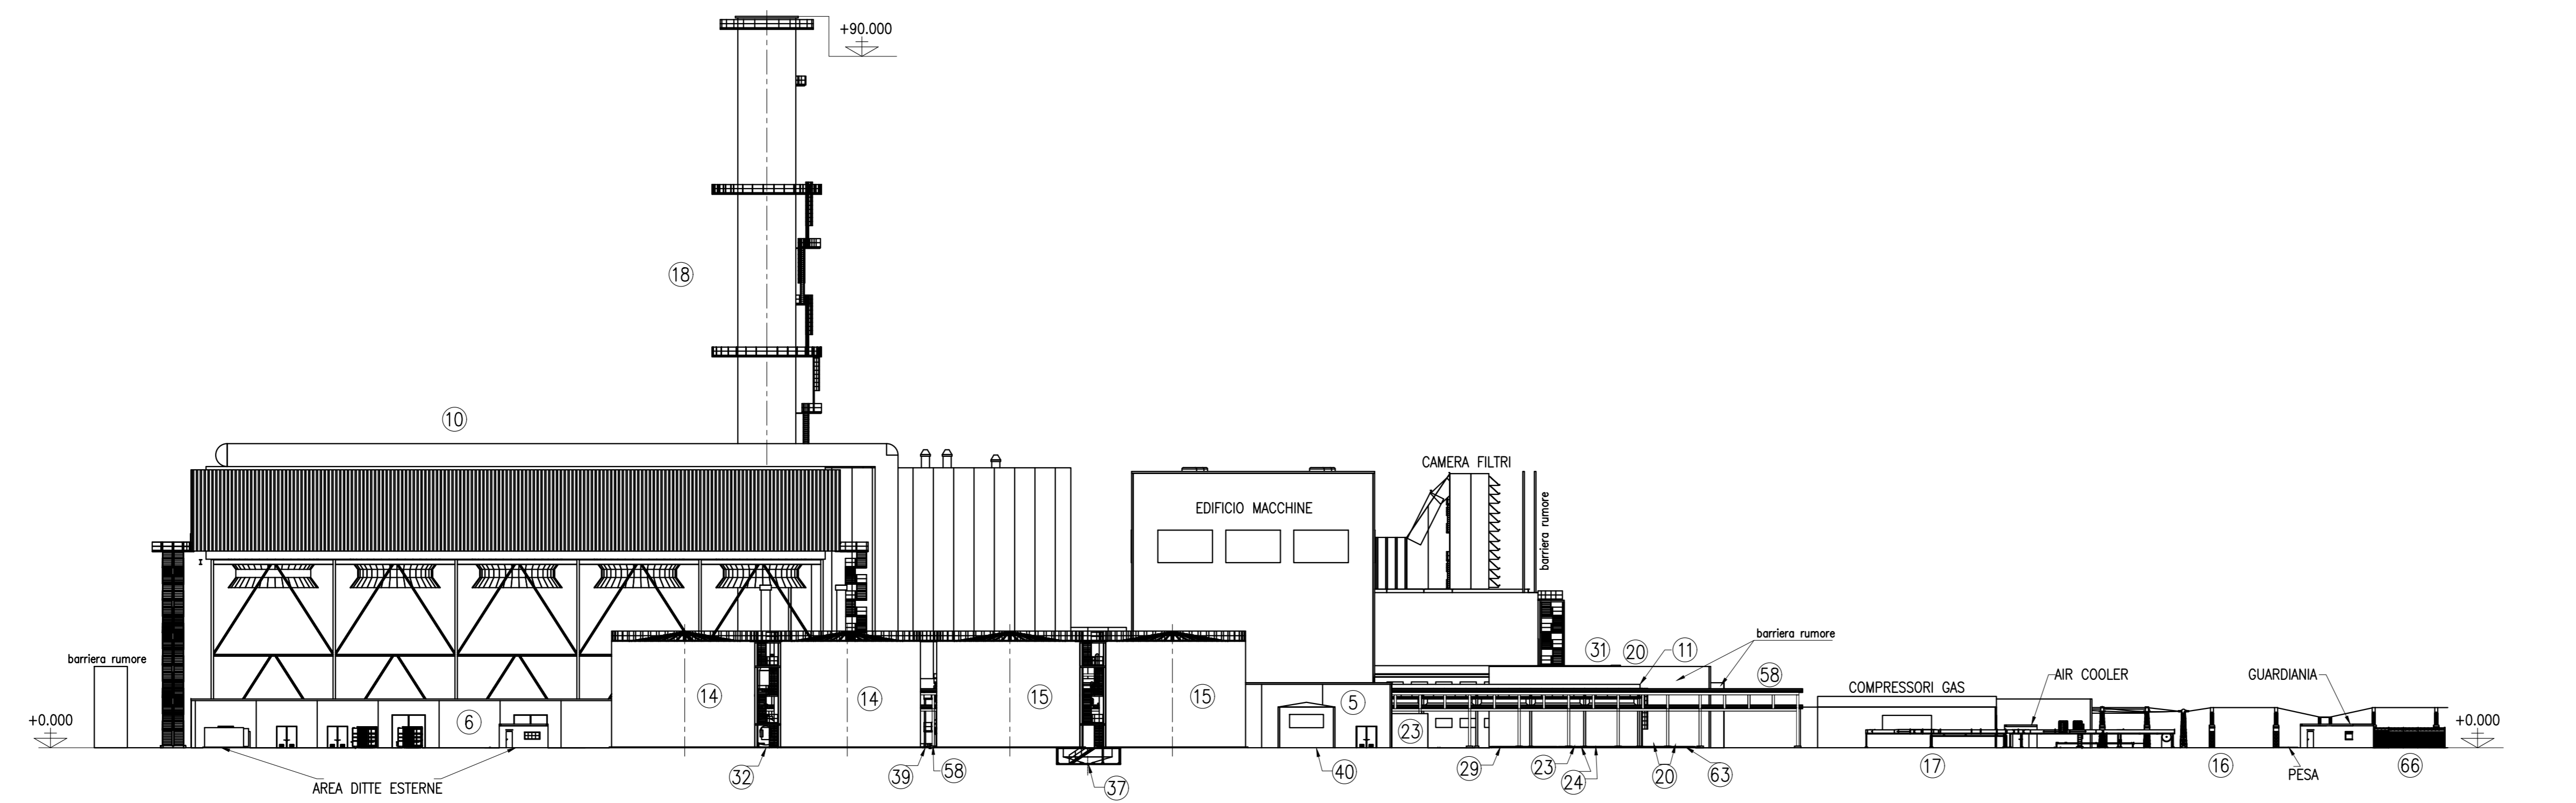 +90.000
18
10
CAMERA FILTRI
EDIFICIO MACCHINE
barriera rumore
barriera rumore
31
20
11
barriera rumore
58
14
14
15
15
5
COMPRESSORI GAS
AIR COOLER
GUARDIANIA
+0.000
6
23
+0.000
AREA DITTE ESTERNE
32
39
58
37
40
29
23
24
20
63
17
16
PESA
66